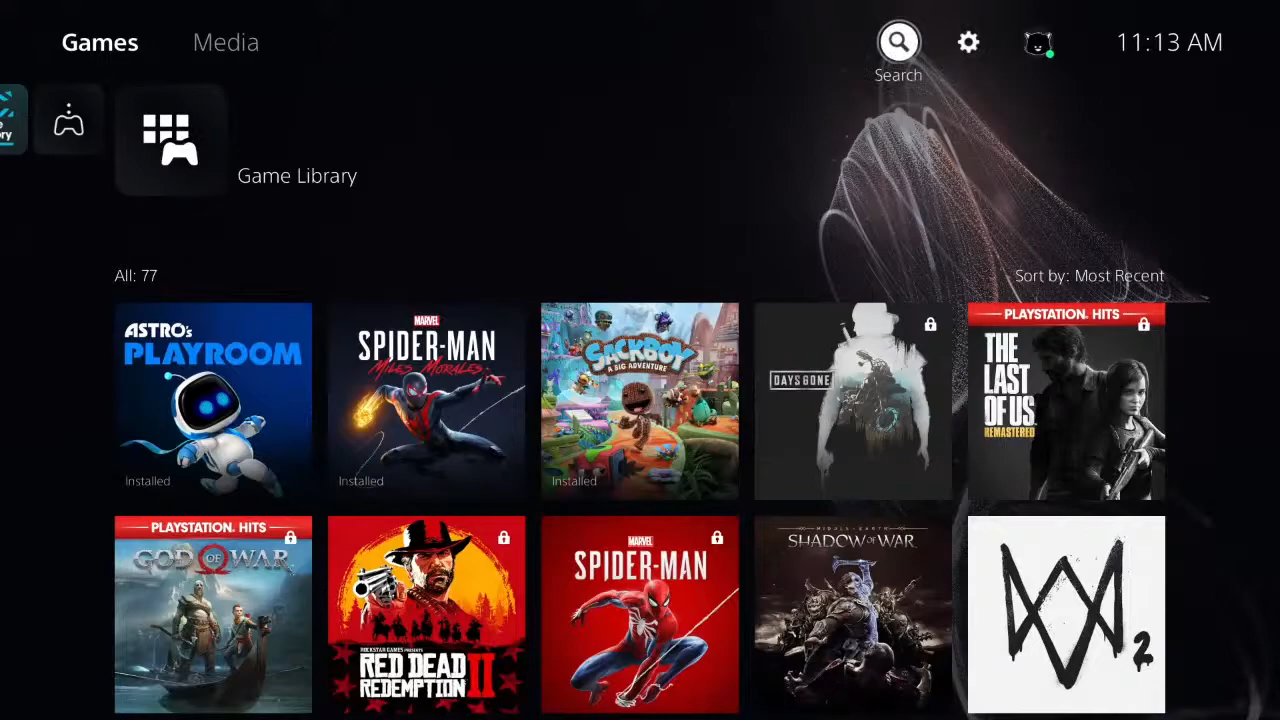 Games
Media
Search
11:13 AM
ry
Game Library
All: 77
Sort by: Most Recent
ASTRO's
PLAYROOM
Installed
MARVEL
SPIDER-MAN
MILES MORALES
Installed
SACKBOY
A BIG ADVENTURE
Installed
DAYS GONE
PLAYSTATION® HITS
THE
LAST
OF US
REMASTERED
PLAYSTATION® HITS
GOD OF WAR
ROCKSTAR GAMES PRESENTS
RED DEAD
REDEMPTION II
MARVEL
SPIDER-MAN
MIDDLE-EARTH
SHADOW OF WAR
2